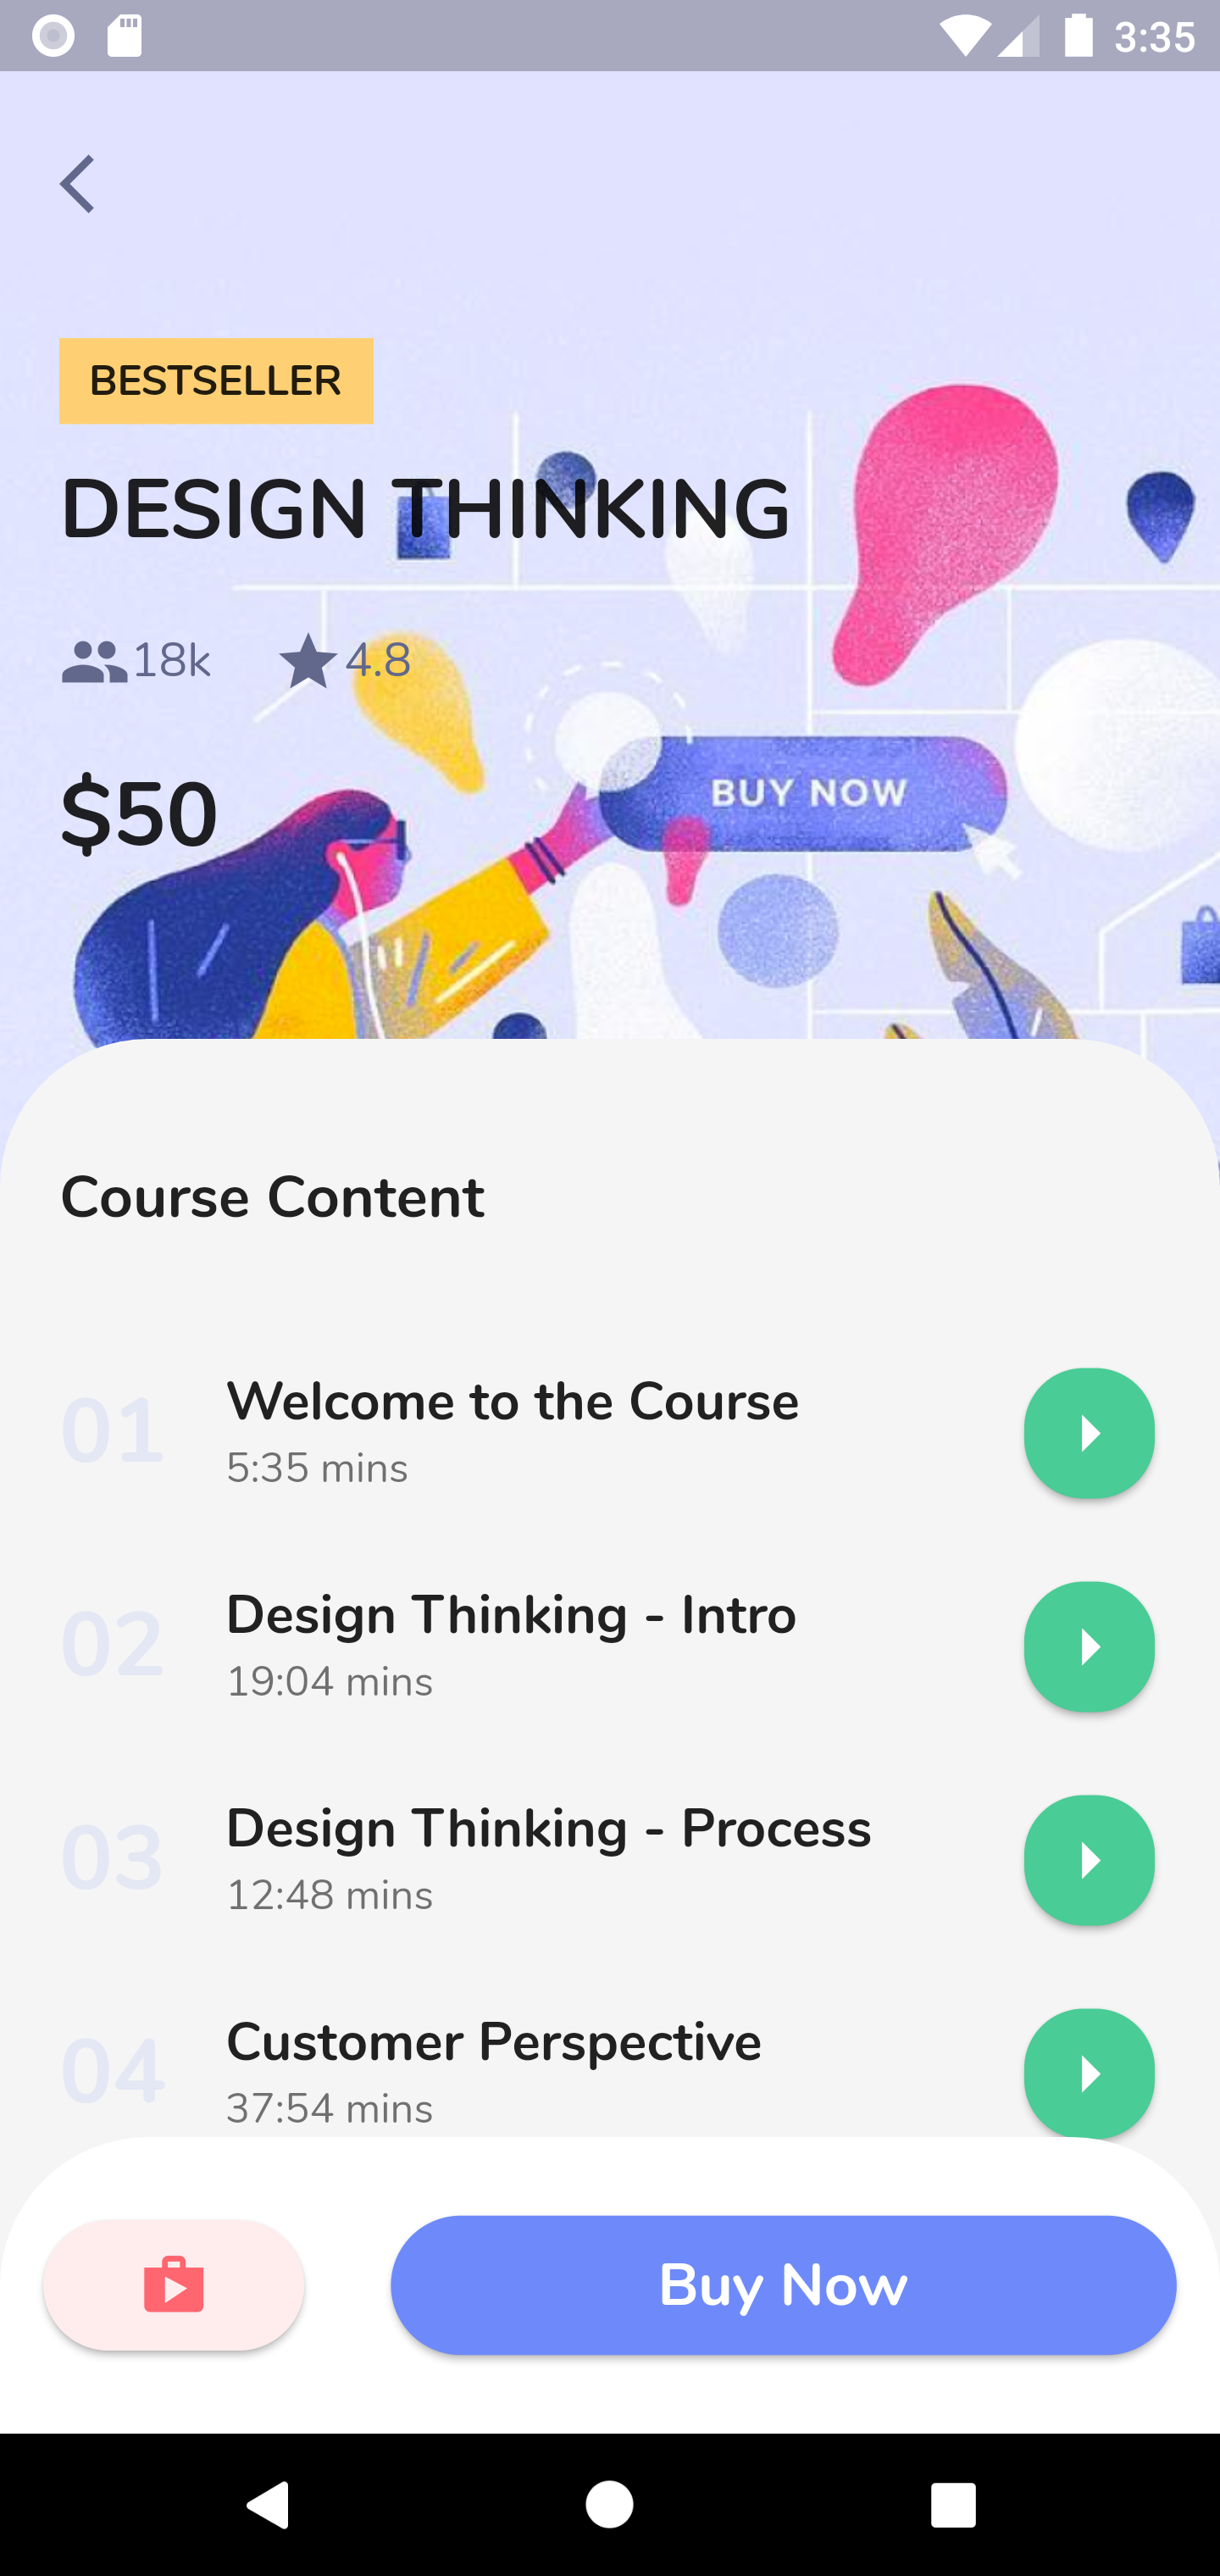 3:35
BESTSELLER
DESIGN THINKING
18k 4.8
$50
BUY NOW
Course Content
01
Welcome to the Course
5:35 mins
02
Design Thinking - Intro
19:04 mins
03
Design Thinking - Process
12:48 mins
04
Customer Perspective
37:54 mins
Buy Now